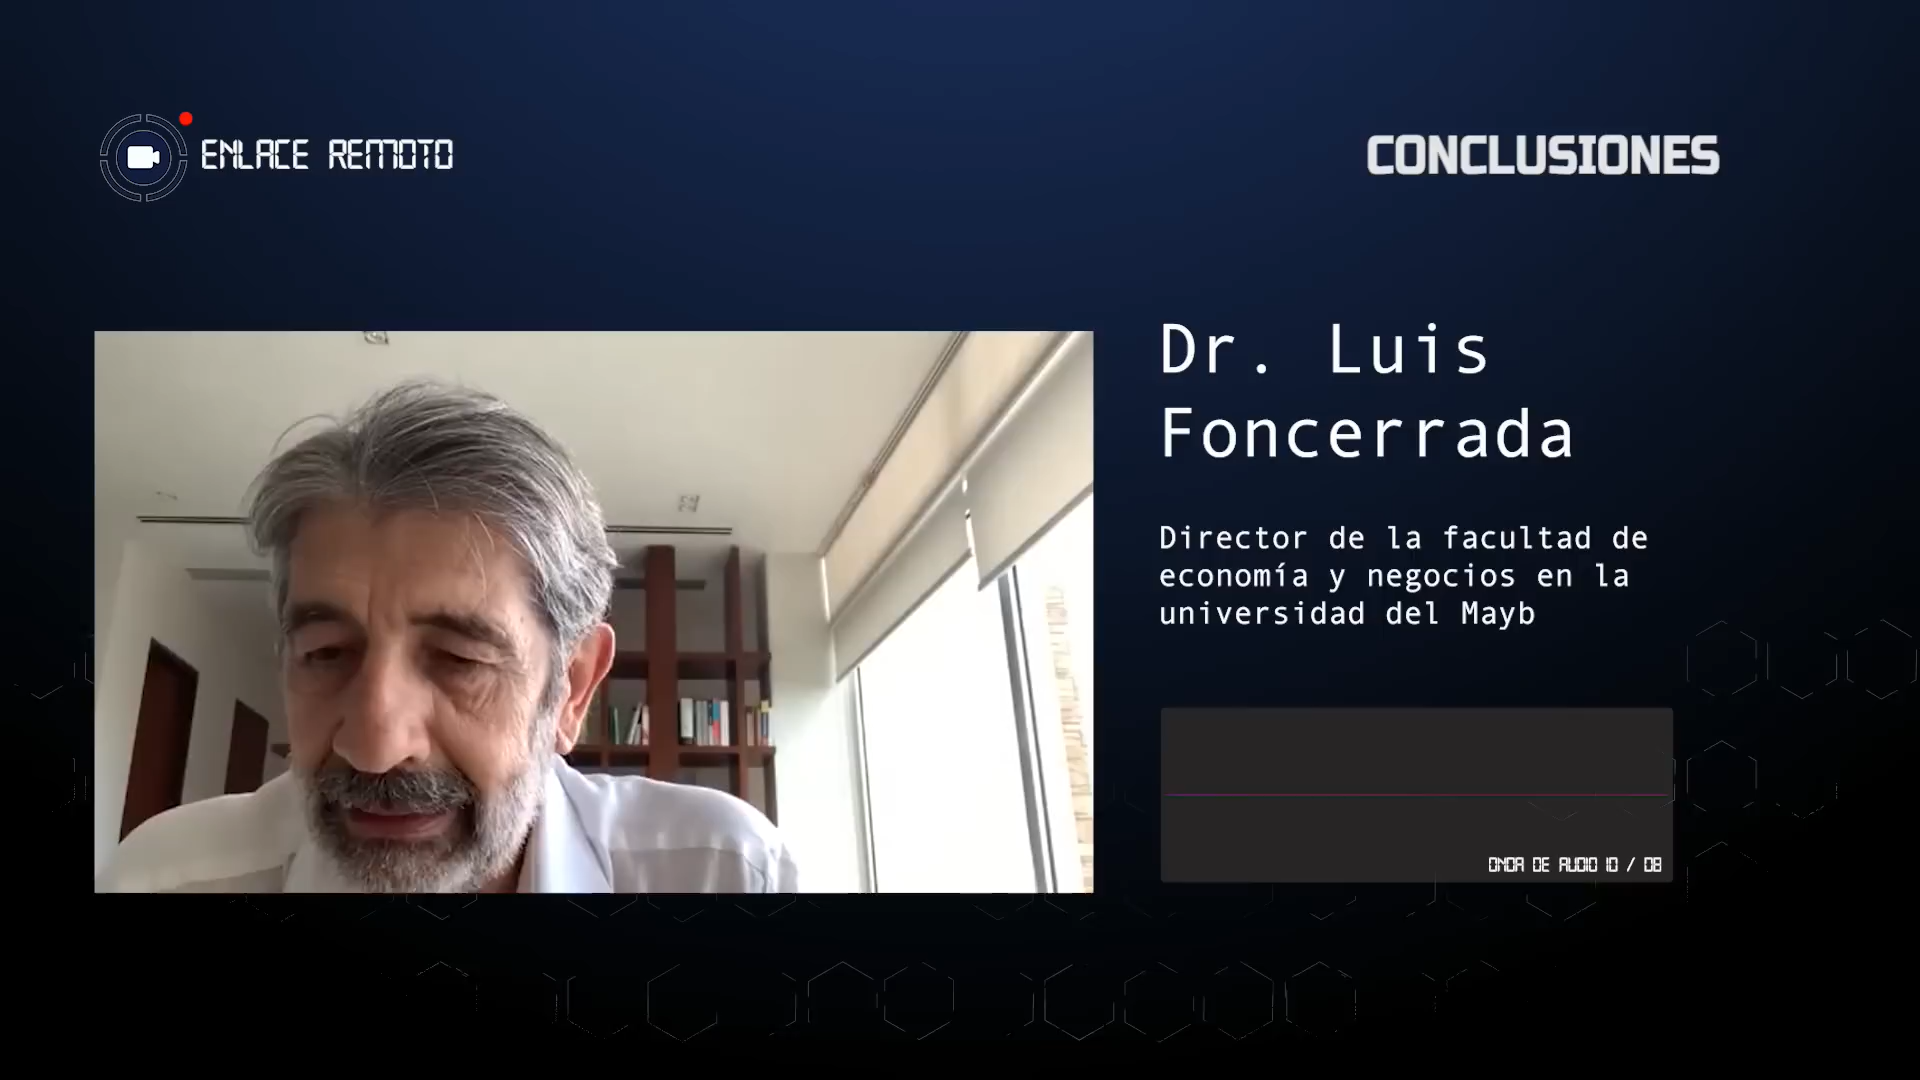 ENLACE REMOTO
CONCLUSIONES
Dr. Luis
Foncerrada
Director de la facultad de
economía y negocios en la
universidad del Mayb
ONDA DE AUDIO ID / 08